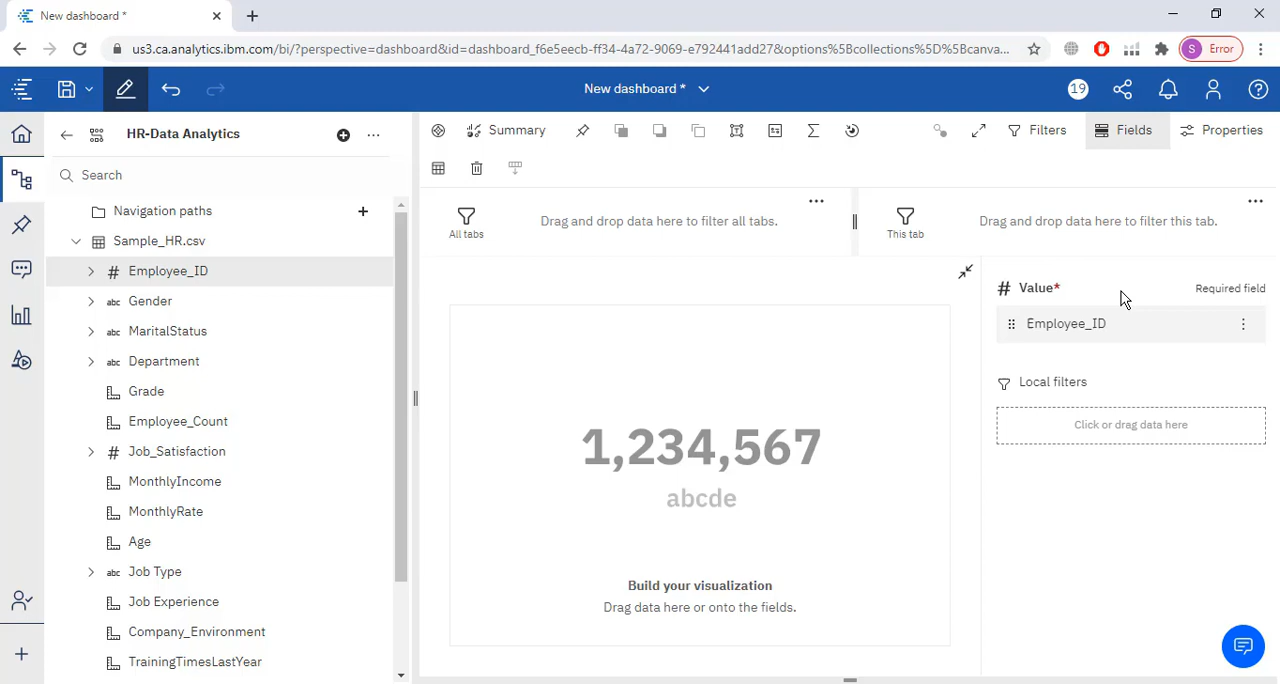 New dashboard *
us3.ca.analytics.ibm.com/bi/?perspective=dashboard&id=dashboard_f6e5eecb-ff34-4a72-9069-e792441add27&options%5Bcollections%5D%5Bcanva...
S Error
New dashboard *
19
HR-Data Analytics
Summary
Filters
Fields
Properties
Search
Navigation paths
Sample_HR.csv
# Employee_ID
abc Gender
abc MaritalStatus
abc Department
Grade
Employee_Count
# Job_Satisfaction
MonthlyIncome
MonthlyRate
Age
abc Job Type
Job Experience
Company_Environment
TrainingTimesLastYear
All tabs
Drag and drop data here to filter all tabs.
This tab
Drag and drop data here to filter this tab.
1,234,567
abcde
Build your visualization
Drag data here or onto the fields.
# Value* Required field
Employee_ID
Local filters
Click or drag data here